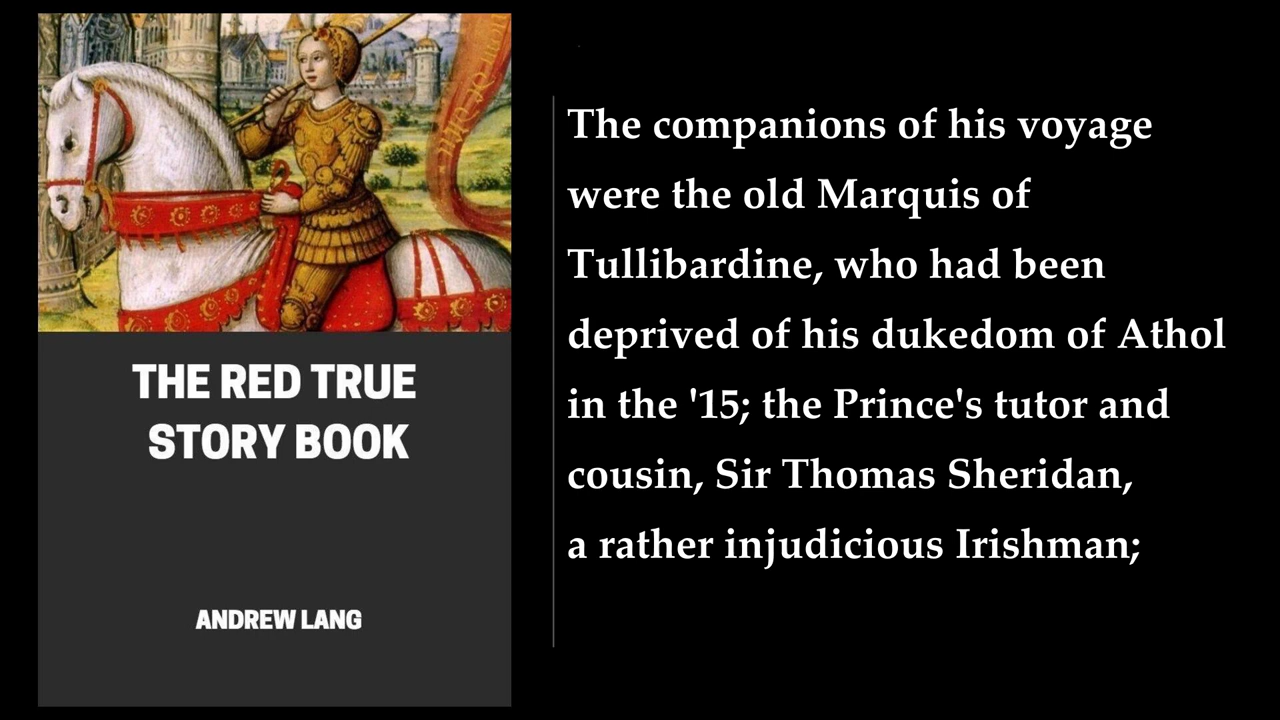 THE RED TRUE
STORY BOOK
ANDREW LANG
The companions of his voyage
were the old Marquis of
Tullibardine, who had been
deprived of his dukedom of Athol
in the '15; the Prince's tutor and
cousin, Sir Thomas Sheridan,
a rather injudicious Irishman;